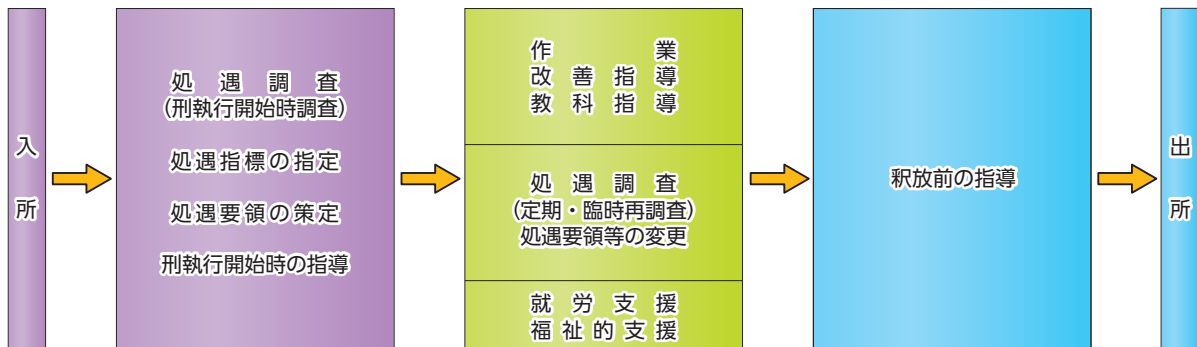 入所
処遇調査
(刑執行開始時調査)
処遇指標の指定
処遇要領の策定
刑執行開始時の指導
作業
改善指導
教科指導
処遇調査
(定期・臨時再調査)
処遇要領等の変更
就労支援
福祉的支援
釈放前の指導
出所